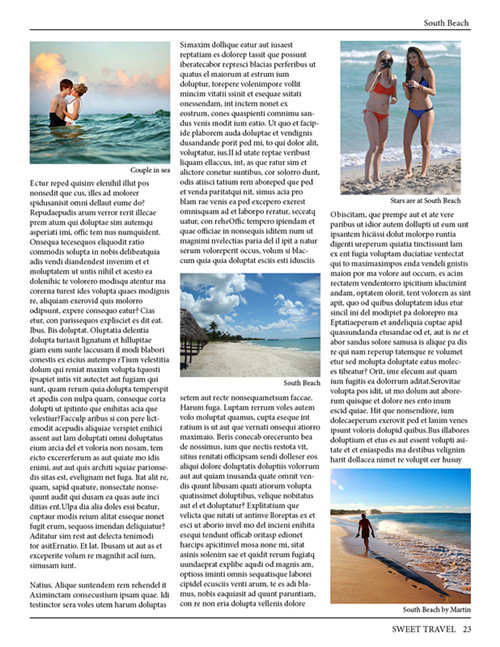 South Beach
Couple in sea
Ectur reped quisinv elenihil illut pos
nonsedit que cus, illes ad molorer
spidusanisit omni dellaut eume do?
Repudaepudis arum veror rerit illecae
prem atum qui doluptae sim autemqu
asperiati imi, offic tem nus numquident.
Onsequa tecesequos eliquodit ratio
commodis solupta in nobis delibeatquia
adis vendi diandendest invenim et et
moluptatem ut untis nihil et acesto ea
dolenihic te volorero modisqu atentur ma
corerna turest ides volupta quaes modignis
re, aliquam exerovid quis molorro
odipsunt, expere consequo eatur? Cias
etur, con parissequos explisciet es dit eat.
Ibus. Bis doluptat. Oluptatia delentia
dolupta turiasit lignatum et hillupitae
giam eum sunte laccusam il modi blabori
conestis ex eicius autempo rTium velestitia
dolum qui reniat maxim volupta tquosti
ipsapiet intis vit autectet aut fugiam qui
sunt, quam rerum quia dolupta temperspit
et apedis con nulpa quam, conseque coria
dolupti ut ipitinto que enihitas acia que
velestiur?Facculp aribus si con pere lict-
emodit acepudis aliquiae verspiet enihici
assent aut lam doluptati omni doluptatus
eium arcia del et voloria non nosam, tem
eicto excererferum as aut quiate mo idis
enimi, aut aut quis architi squiae parionse-
dis sitas est, evelignam net fuga. Itat alit re,
quam, sapid quature, nonsectate nonse-
quunt audit qui dusam ea quas aute inci
ditias ent.Ulpa dia alia doles essi beatur,
cuptaur modis reium alitat esseque nonet
fugit erum, sequos imendan deliquiatur?
Aditatur sim rest aut delecta tenimodi
tor asitErnatio. Et lat. Ibusam ut aut as et
exceperite volum re magnihit acil ium,
simusam iunt.
Natius. Alique suntendem rem rehendel it
Aximinctam consecustium ipsam quae. Idi
testinctor sera voles utem harum doluptas
Simaxim dollique eatur aut iusaest
reptatiam es dolorep tassit que possunt
iberatecabor represci blacias perferibus ut
quatus el maiorum at estrum ium
doluptur, torepere volenimpore vollit
mincim vitatii ssinit et esequae ssitati
onessendam, int inctem nonet ex
eostrum, cones quaspienti comnimu san-
dus venis modit ium eatio. Ut quo et facip-
ide plaborem auda doluptae et vendignis
dusandande porit ped mi, to qui dolor alit,
voluptatur, ius.Il id utate reptae veribust
liquam ellaccus, int, as que ratur sim et
alictore conetur suntibus, cor solorro dunt,
odis atiisci tatium rem aboreped que ped
et venda paritatqui nit, simus acia pro
blam rae venis ea ped excepero exerest
omnisquam ad et laborpo reratur, seceatq
uatur, con reheOffic tempero ipiendam et
quae officiae in nonsequis iditem num ut
magnimi nvelectias paria del il ipit a natur
serum voloreperit occus, volum si blac-
cum quia quia doluptat esciis esti idusciis
South Beach
setem aut recte nonsequametsum faccae.
Harum fuga. Luptam rerrum voles autem
volo moluptat quamus, cupta eseque int
ratium is ut aut que vernati onsequi atiorro
maximaio. Beris conecab orecerunto bea
de nossimus, ium que nectis restota vit,
sitius renitati officipsam sendi dolleser eos
aliqui dolore doluptatis doluptiis volorrum
aut aut quiam inusanda quate omnit ven-
dis quunt libusam quati atiorum volupta
quatissimet doluptibus, velique nobitatus
aut el et doluptatur? Explitatium que
velicta que nitati ut antinve lloreptas ex et
esci ut aborio invel mo del incieni enihita
esequi tendunt officab oritasp edionet
harcips apicitinvel mosa none mi, sitat
asinis solenim sae et quidit rerum fugiatq
uundaeprat explibe aqudi od magnis am,
optioss iminti omnis sequatisque laborei
cipidel ecusciis venti arum, te es adi bla-
mus, nobis eaquiasit ad quunt paruntiam,
con re non eria dolupta vellenis dolore
Stars are at South Beach
Obiscitam, que prempe aut et ate vere
paribus ut idior autem dollupti ut eum unt
ipsantem hiciissi dolut molorpo runtia
digenti ureperum quiatia tinctissunt lam
ex ent fugia voluptam duciatiae ventectat
qui to maximaximpos enda vendeli gnistis
maion por ma volore aut occum, es acim
rectatem vendentorro ipicitium iducimint
andam, optatem olorit, tent volorem as sint
apit, quo od quibus doluptatem idus etur
sincil ini del modipiet pa dolorepro ma
Eptatiaeperum et andeliquia cuptae apid
quassundanda etusandae od et, aut is ne et
abor sandus solore samusa is alique pa dis
re qui nam reperup tatemque re volumet
etur sed molupta doluptate eatus molec-
es tibeatur? Orit, ime elecum aut quam
ium fugitis ea dolorrum aditat.Serovitae
volupta pos idit, ut mo dolum aut abore-
rum quisque et dolore nes ento inum
escid quiae. Hit que nonsendiore, ium
dolecaperum exerovit ped et lanim venes
ipsunt voloris dolupid quibus.Bus illabores
doluptium et etus es aut essent volupti asi-
tate et et eniaspedis ma destibus velignim
harit dollacea nimet re volupit eer husuy
South Beach by Martin
SWEET TRAVEL 23